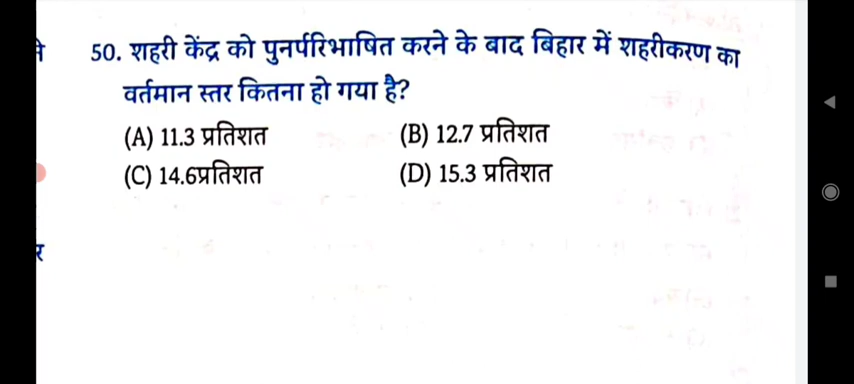 50. शहरी केंद्र को पुनर्परिभाषित करने के बाद बिहार में शहरीकरण का
वर्तमान स्तर कितना हो गया है?
(A) 11.3 प्रतिशत (B) 12.7 प्रतिशत
(C) 14.6प्रतिशत (D) 15.3 प्रतिशत